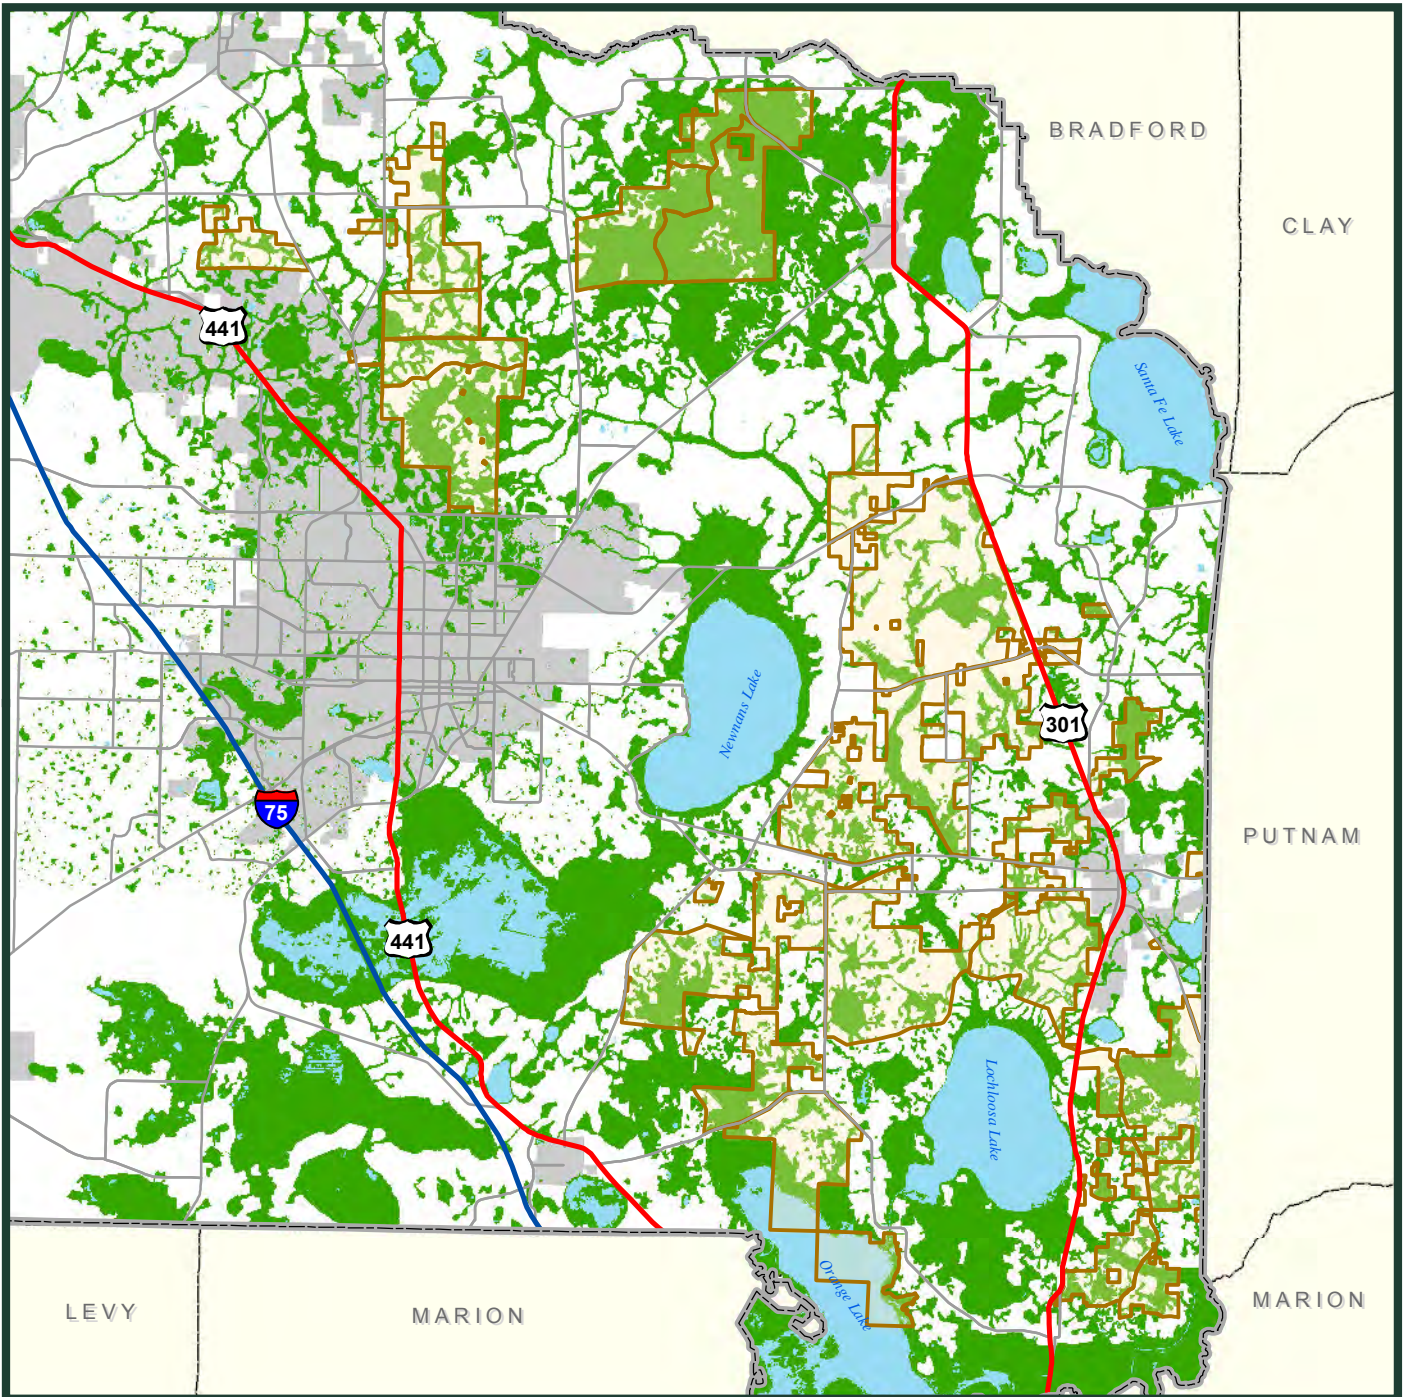 BRADFORD
CLAY
441
Santa Fe Lake
Newnans Lake
301
75
PUTNAM
441
Lochloosa Lake
Orange Lake
LEVY
MARION
MARION